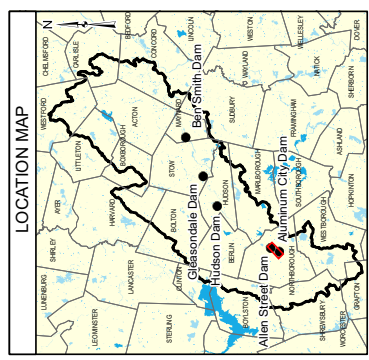 LOCATION MAP
N
CHELMSFORD
CARLISLE
BEDFORD
CONCORD
LINCOLN
WESTON
WELLESLEY
DOVER
WESTFORD
ACTON
MAYNARD
Ben Smith Dam
SUDBURY
WAYLAND
NATICK
SHERBORN
LITTLETON
BOXBOROUGH
STOW
FRAMINGHAM
ASHLAND
AYER
HARVARD
Gleasondale Dam
HUDSON
MARLBOROUGH
SOUTHBOROUGH
HOPKINTON
SHIRLEY
BOLTON
Hudson Dam
BERLIN
Aluminum City Dam
WESTBOROUGH
LUNENBURG
LANCASTER
CLINTON
NORTHBOROUGH
Allen Street Dam
GRAFTON
LEOMINSTER
STERLING
BOYLSTON
SHREWSBURY
WORCESTER